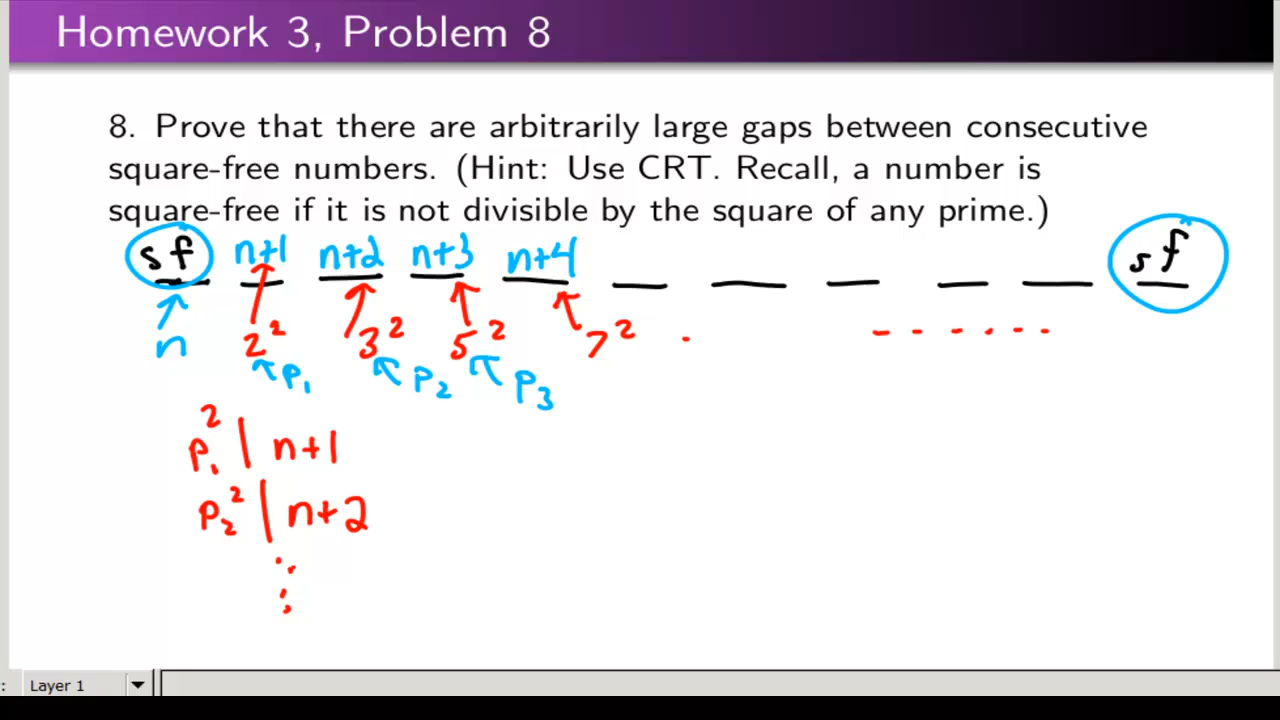 Homework 3, Problem 8
8. Prove that there are arbitrarily large gaps between consecutive
square-free numbers. (Hint: Use CRT. Recall, a number is
square-free if it is not divisible by the square of any prime.)
sf n+1 n+2 n+3 n+4 sf
n 2² 3² 5² 7²
p₁ p₂ p₃
p₁² | n+1
p₂² | n+2
: Layer 1